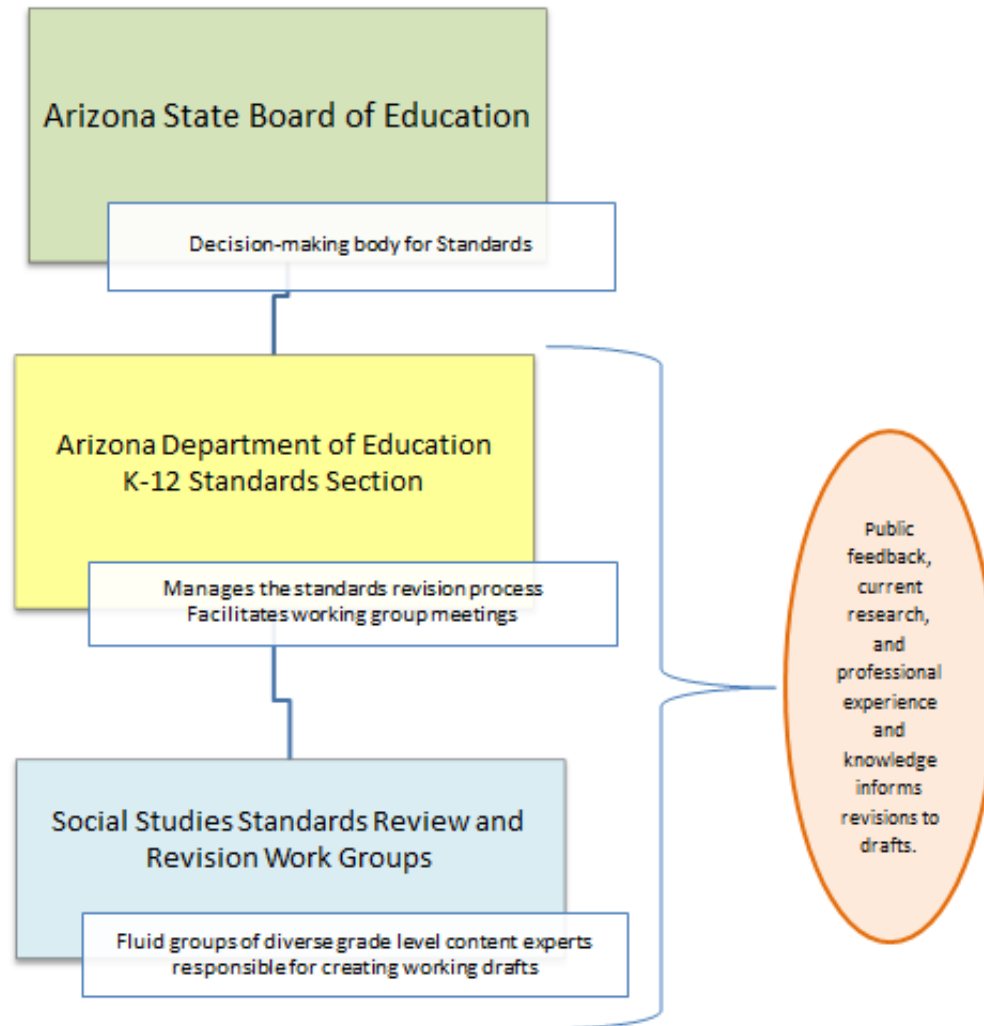 Arizona State Board of Education
Decision-making body for Standards
Arizona Department of Education
K-12 Standards Section
Manages the standards revision process
Facilitates working group meetings
Social Studies Standards Review and
Revision Work Groups
Fluid groups of diverse grade level content experts
responsible for creating working drafts
Public
feedback,
current
research,
and
professional
experience
and
knowledge
informs
revisions to
drafts.